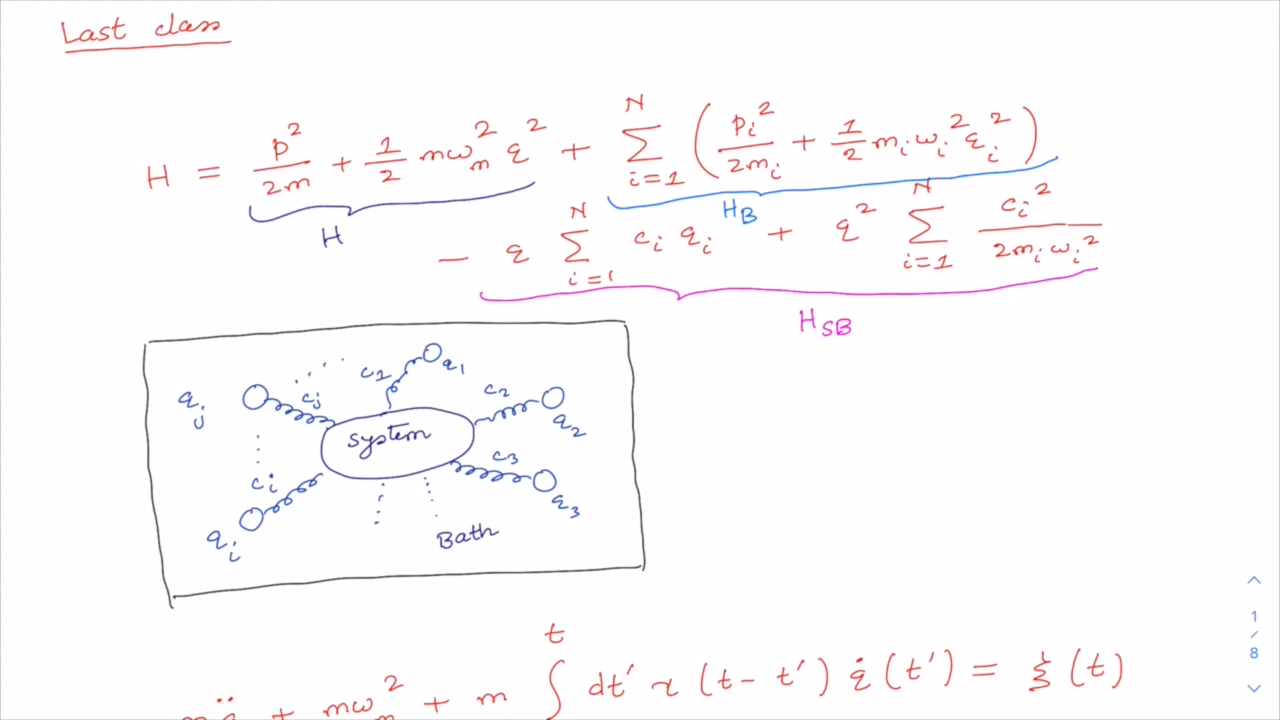 Last class
H = p²/2m + 1/2 mω_m² q² + Σ_{i=1}^{N} ( p_i²/2m_i + 1/2 m_i ω_i² q_i² )
H
H_B
- q Σ_{i=1}^{N} c_i q_i + q² Σ_{i=1}^{N} c_i²/2m_i ω_i²
H_SB
c_1 q_1
q_j c_j c_2 q_2
system
c_3 q_3
c_i
q_i
Bath
m q̈ + mω_m² + m ∫^t dt′ γ (t - t′) q̇ (t′) = ξ (t)
1
/
8